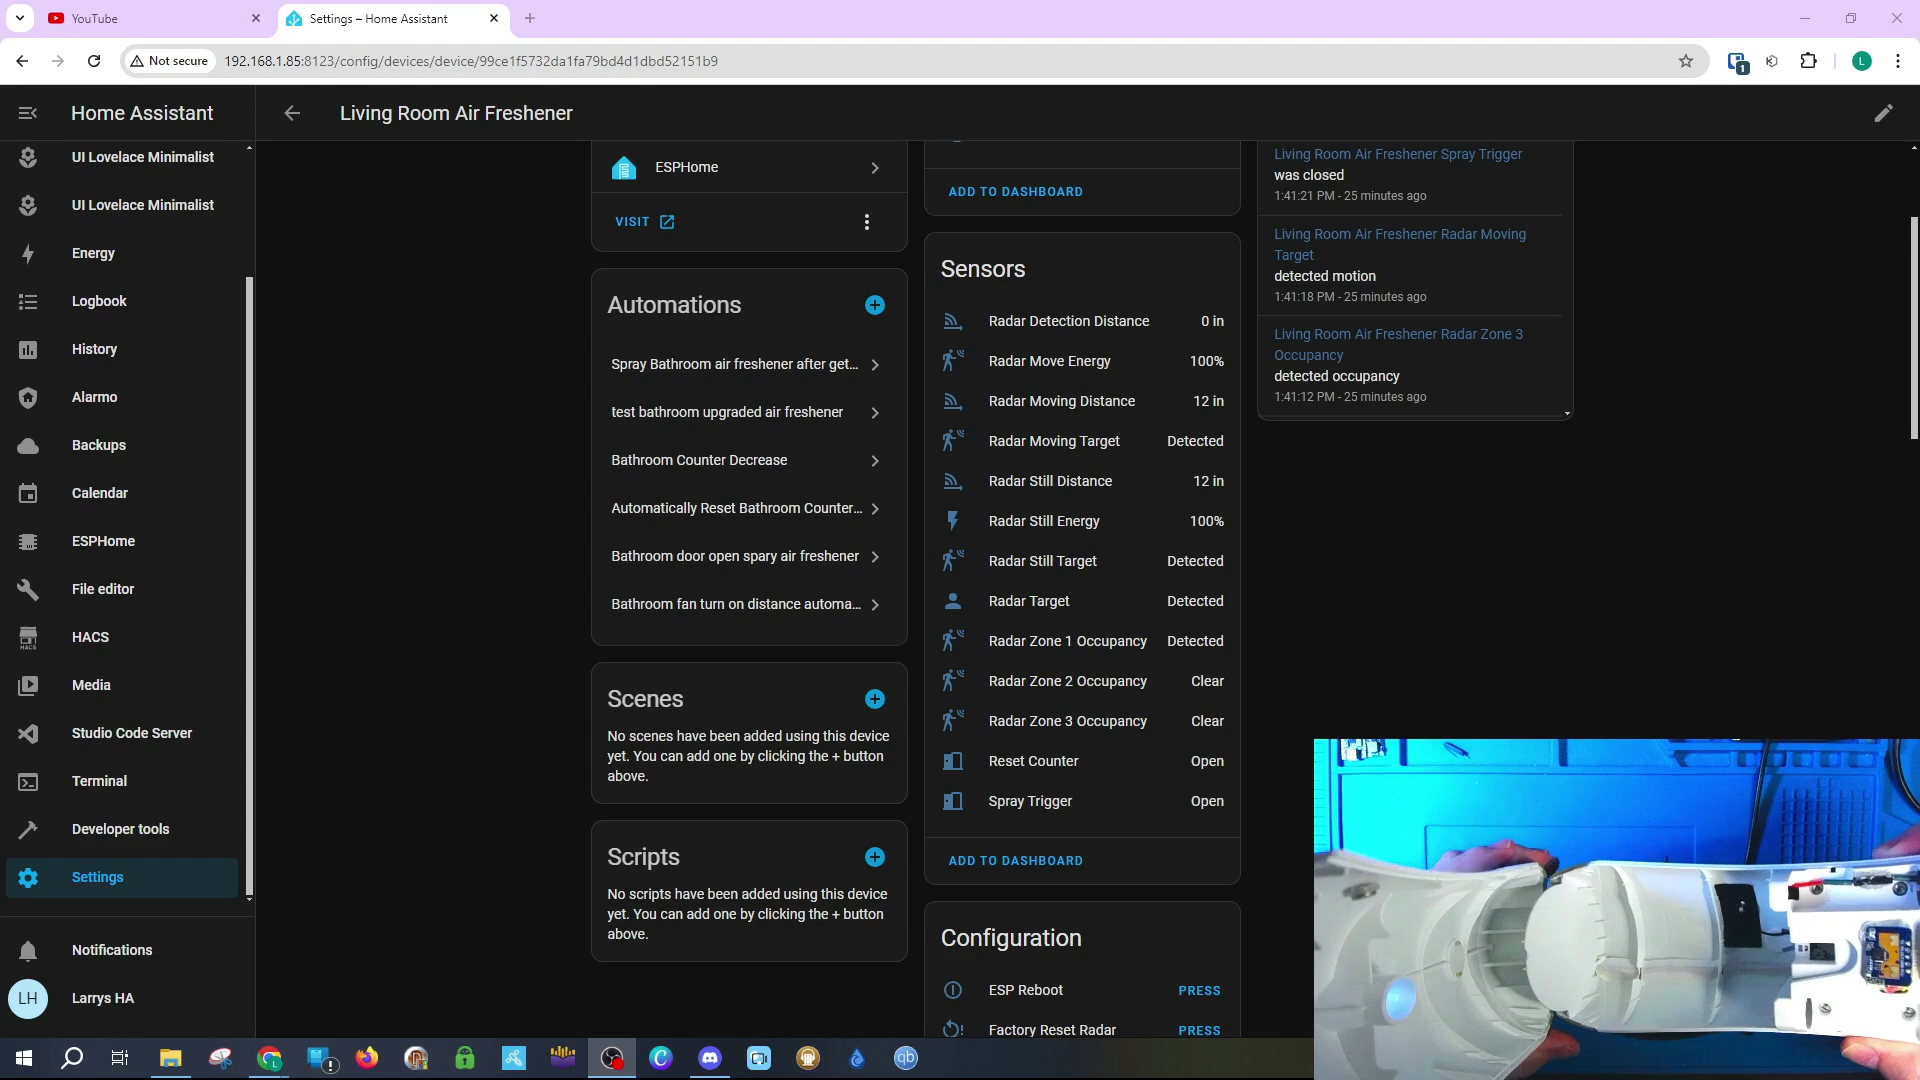 YouTube
Settings – Home Assistant
Not secure
192.168.1.85:8123/config/devices/device/99ce1f5732da1fa79bd4d1dbd52151b9
1
L
Home Assistant
Living Room Air Freshener
UI Lovelace Minimalist
UI Lovelace Minimalist
Energy
Logbook
History
Alarmo
Backups
Calendar
ESPHome
File editor
HACS
HACS
Media
Studio Code Server
Terminal
Developer tools
Settings
Notifications
LH
Larrys HA
ESPHome
VISIT
Automations
Spray Bathroom air freshener after get...
test bathroom upgraded air freshener
Bathroom Counter Decrease
Automatically Reset Bathroom Counter...
Bathroom door open spary air freshener
Bathroom fan turn on distance automa...
Scenes
No scenes have been added using this device
yet. You can add one by clicking the + button
above.
Scripts
No scripts have been added using this device
yet. You can add one by clicking the + button
above.
ADD TO DASHBOARD
Sensors
Radar Detection Distance 0 in
Radar Move Energy 100%
Radar Moving Distance 12 in
Radar Moving Target Detected
Radar Still Distance 12 in
Radar Still Energy 100%
Radar Still Target Detected
Radar Target Detected
Radar Zone 1 Occupancy Detected
Radar Zone 2 Occupancy Clear
Radar Zone 3 Occupancy Clear
Reset Counter Open
Spray Trigger Open
ADD TO DASHBOARD
Configuration
ESP Reboot PRESS
Factory Reset Radar PRESS
Living Room Air Freshener Spray Trigger
was closed
1:41:21 PM - 25 minutes ago
Living Room Air Freshener Radar Moving
Target
detected motion
1:41:18 PM - 25 minutes ago
Living Room Air Freshener Radar Zone 3
Occupancy
detected occupancy
1:41:12 PM - 25 minutes ago
qb